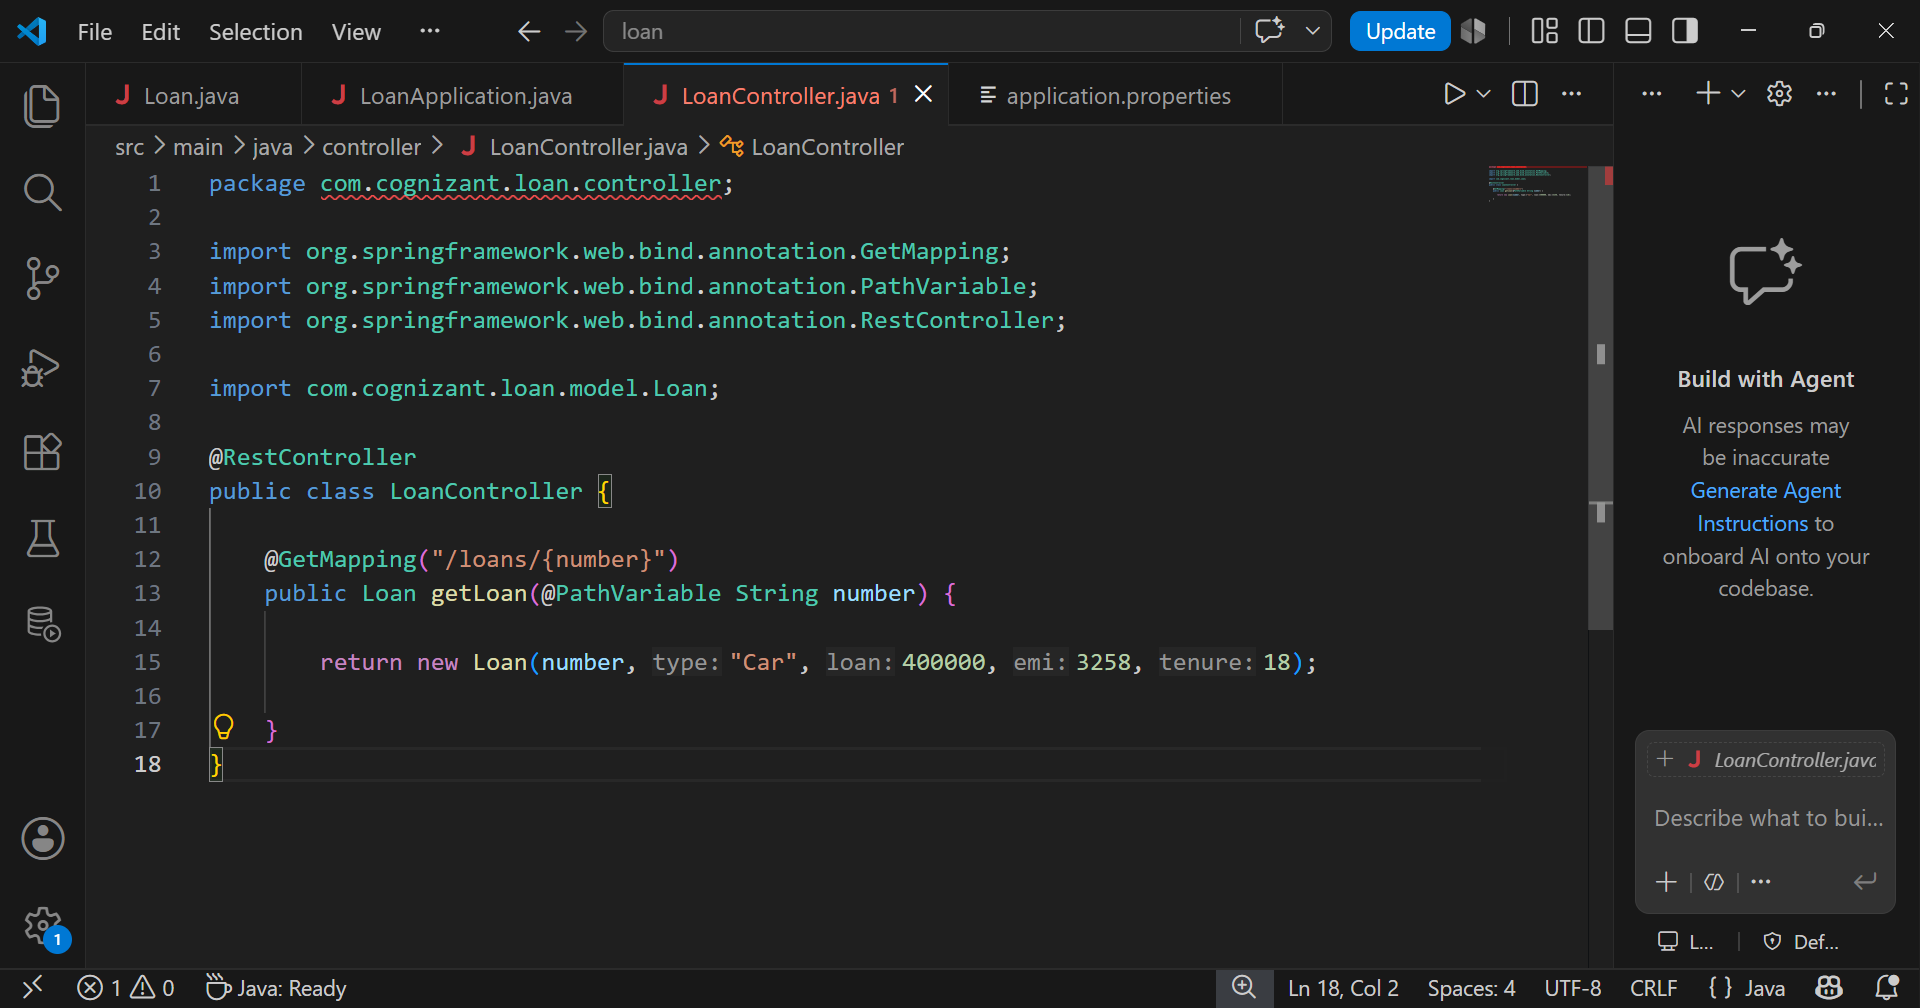 File Edit Selection View ··· loan Update
Loan.java LoanApplication.java LoanController.java 1 application.properties
src > main > java > controller > LoanController.java > LoanController
1 package com.cognizant.loan.controller;
2
3 import org.springframework.web.bind.annotation.GetMapping;
4 import org.springframework.web.bind.annotation.PathVariable;
5 import org.springframework.web.bind.annotation.RestController;
6
7 import com.cognizant.loan.model.Loan;
8
9 @RestController
10 public class LoanController {
11
12 @GetMapping("/loans/{number}")
13 public Loan getLoan(@PathVariable String number) {
14
15 return new Loan(number, type: "Car", loan: 400000, emi: 3258, tenure: 18);
16
17 }
18 }
Build with Agent
AI responses may
be inaccurate
Generate Agent
Instructions to
onboard AI onto your
codebase.
LoanController.java
Describe what to bui...
L... Def...
1
1 0 Java: Ready Ln 18, Col 2 Spaces: 4 UTF-8 CRLF {} Java